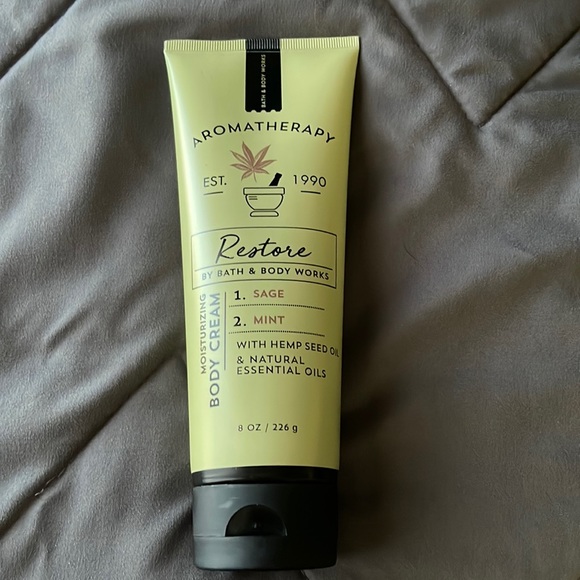 BATH & BODY WORKS
AROMATHERAPY
EST. 1990
Restore
BY BATH & BODY WORKS
MOISTURIZING
BODY CREAM
1. SAGE
2. MINT
WITH HEMP SEED OIL
& NATURAL
ESSENTIAL OILS
8 OZ / 226 g